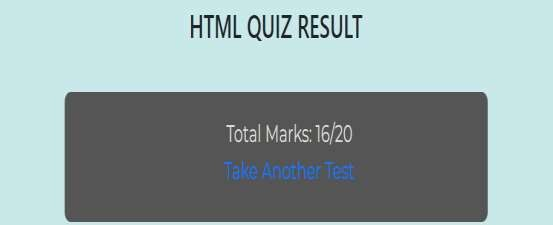 HTML QUIZ RESULT
Total Marks: 16/20
Take Another Test